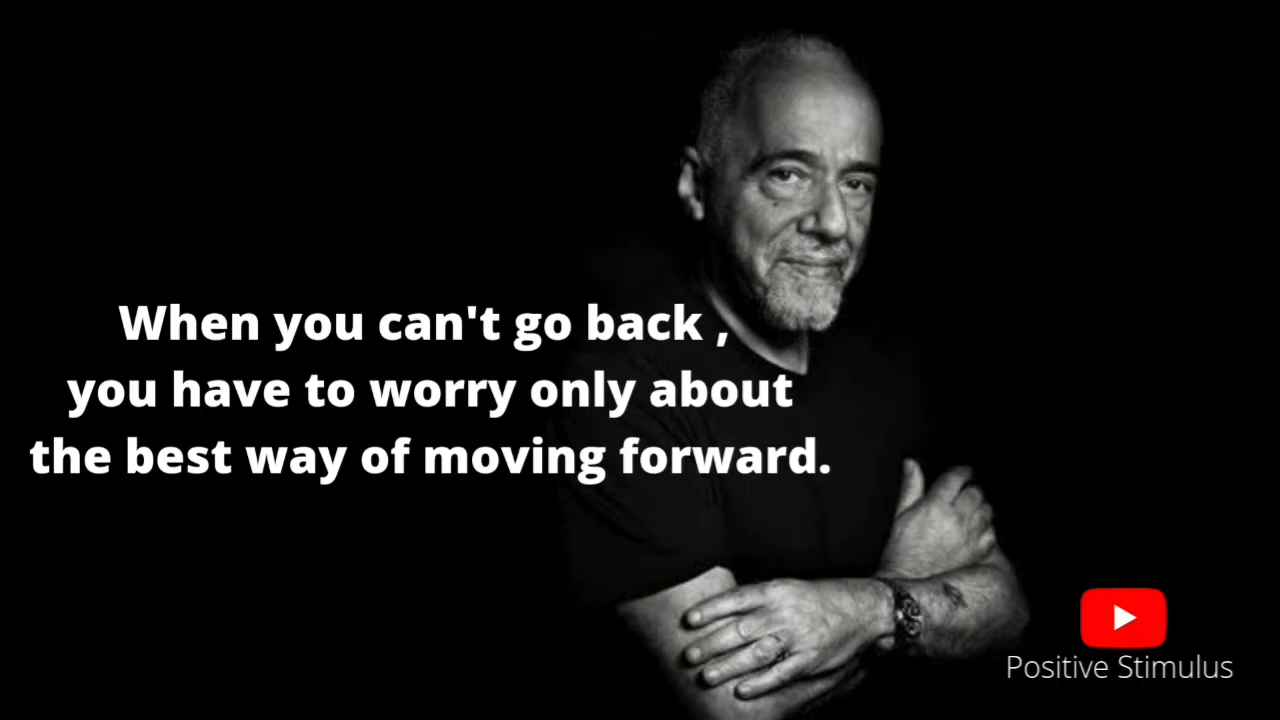 When you can't go back ,
you have to worry only about
the best way of moving forward.
Positive Stimulus